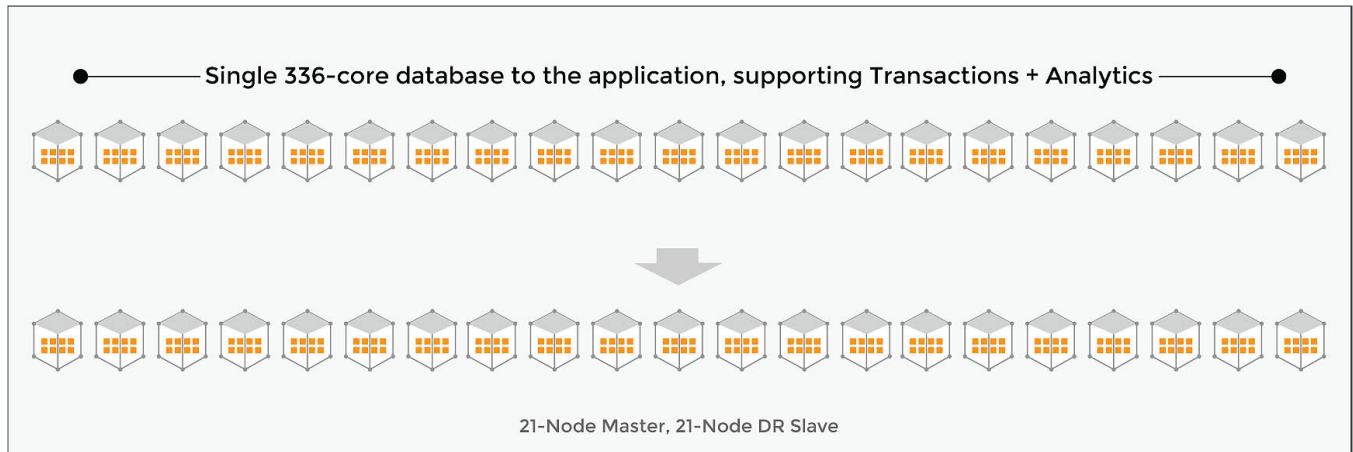 Single 336-core database to the application, supporting Transactions + Analytics
21-Node Master, 21-Node DR Slave